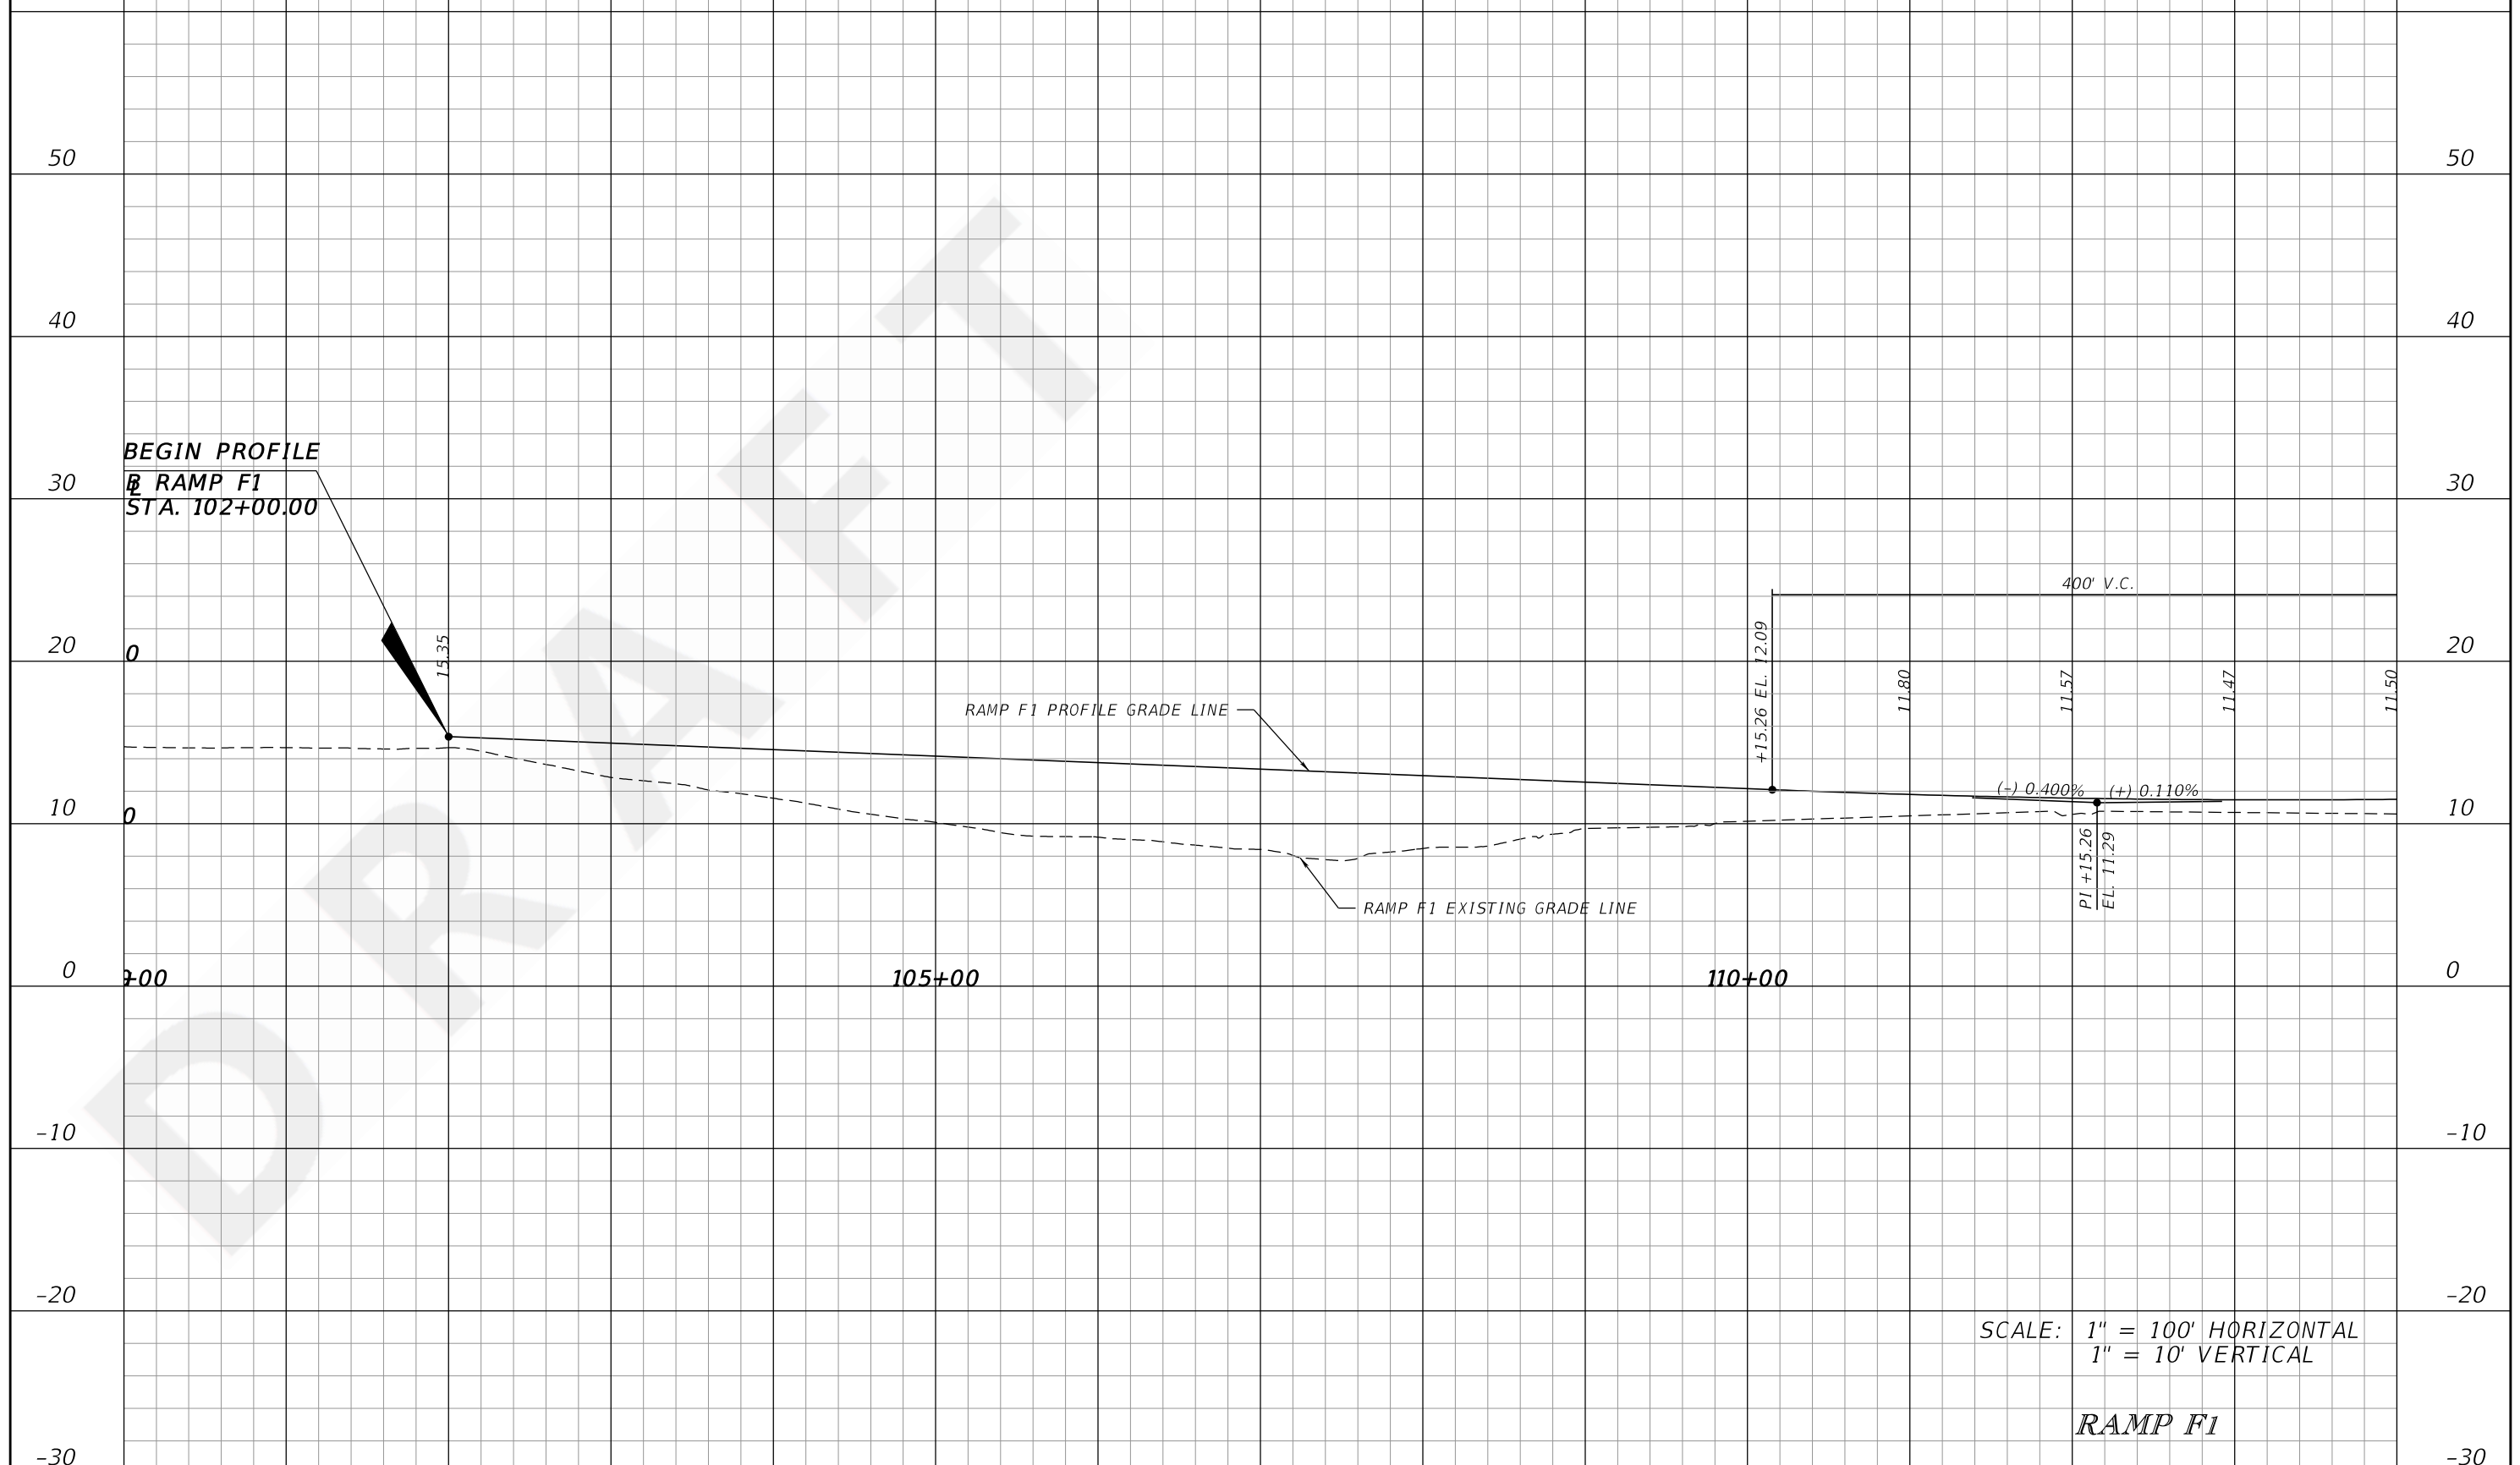 50
50
40
40
BEGIN PROFILE
30
℄ RAMP F1
30
STA. 102+00.00
400' V.C.
20
0
15.35
+15.26 EL. 12.09
20
11.80
11.57
11.47
11.50
RAMP F1 PROFILE GRADE LINE
(-) 0.400%
(+) 0.110%
10
0
10
PI +15.26
EL. 11.29
RAMP F1 EXISTING GRADE LINE
0
+00
105+00
110+00
0
-10
-10
-20
-20
SCALE: 1" = 100' HORIZONTAL
1" = 10' VERTICAL
RAMP F1
-30
-30
DRAFT